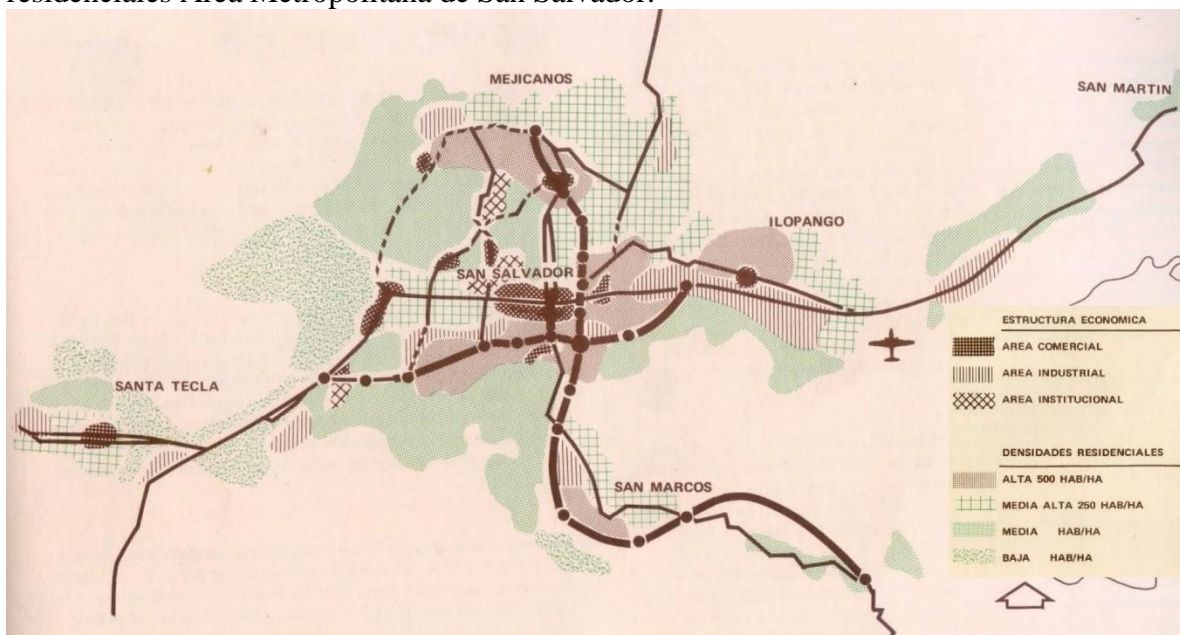 residenciales Área Metropolitana de San Salvador.
MEJICANOS
SAN MARTIN
ILOPANGO
SAN SALVADOR
SANTA TECLA
SAN MARCOS
ESTRUCTURA ECONOMICA
AREA COMERCIAL
AREA INDUSTRIAL
AREA INSTITUCIONAL
DENSIDADES RESIDENCIALES
ALTA 500 HAB/HA
MEDIA ALTA 250 HAB/HA
MEDIA HAB/HA
BAJA HAB/HA